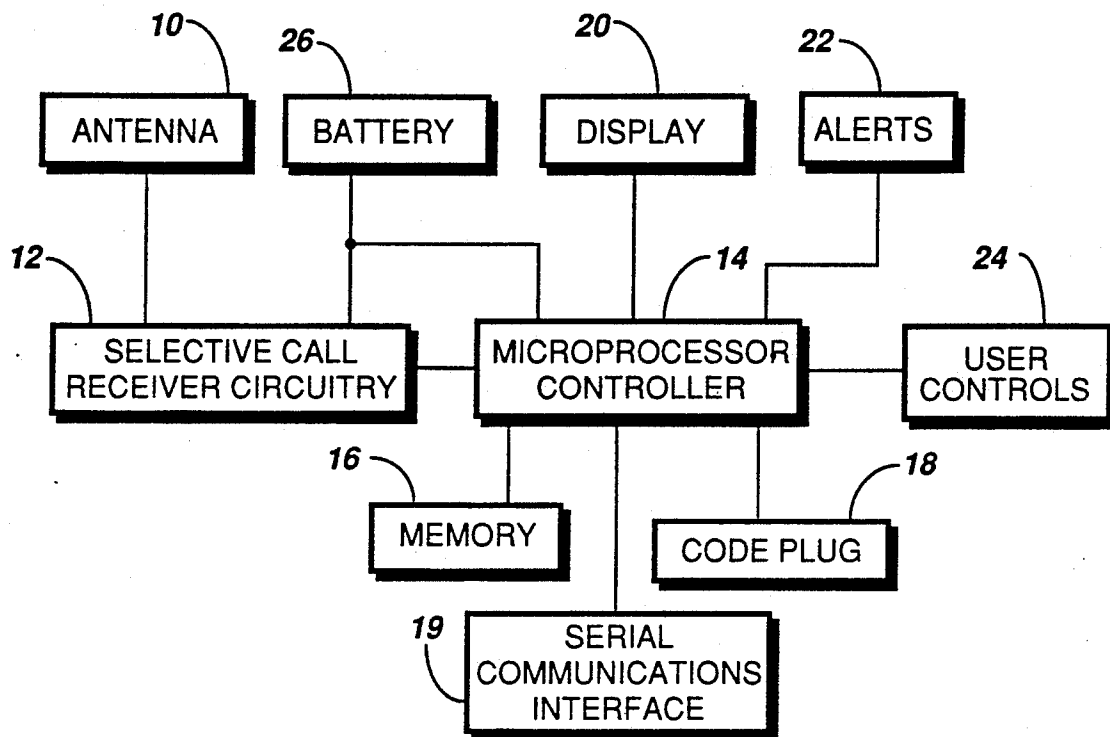 10
26
20
22
ANTENNA
BATTERY
DISPLAY
ALERTS
12
14
24
SELECTIVE CALL
RECEIVER CIRCUITRY
MICROPROCESSOR
CONTROLLER
USER
CONTROLS
16
18
MEMORY
CODE PLUG
19
SERIAL
COMMUNICATIONS
INTERFACE